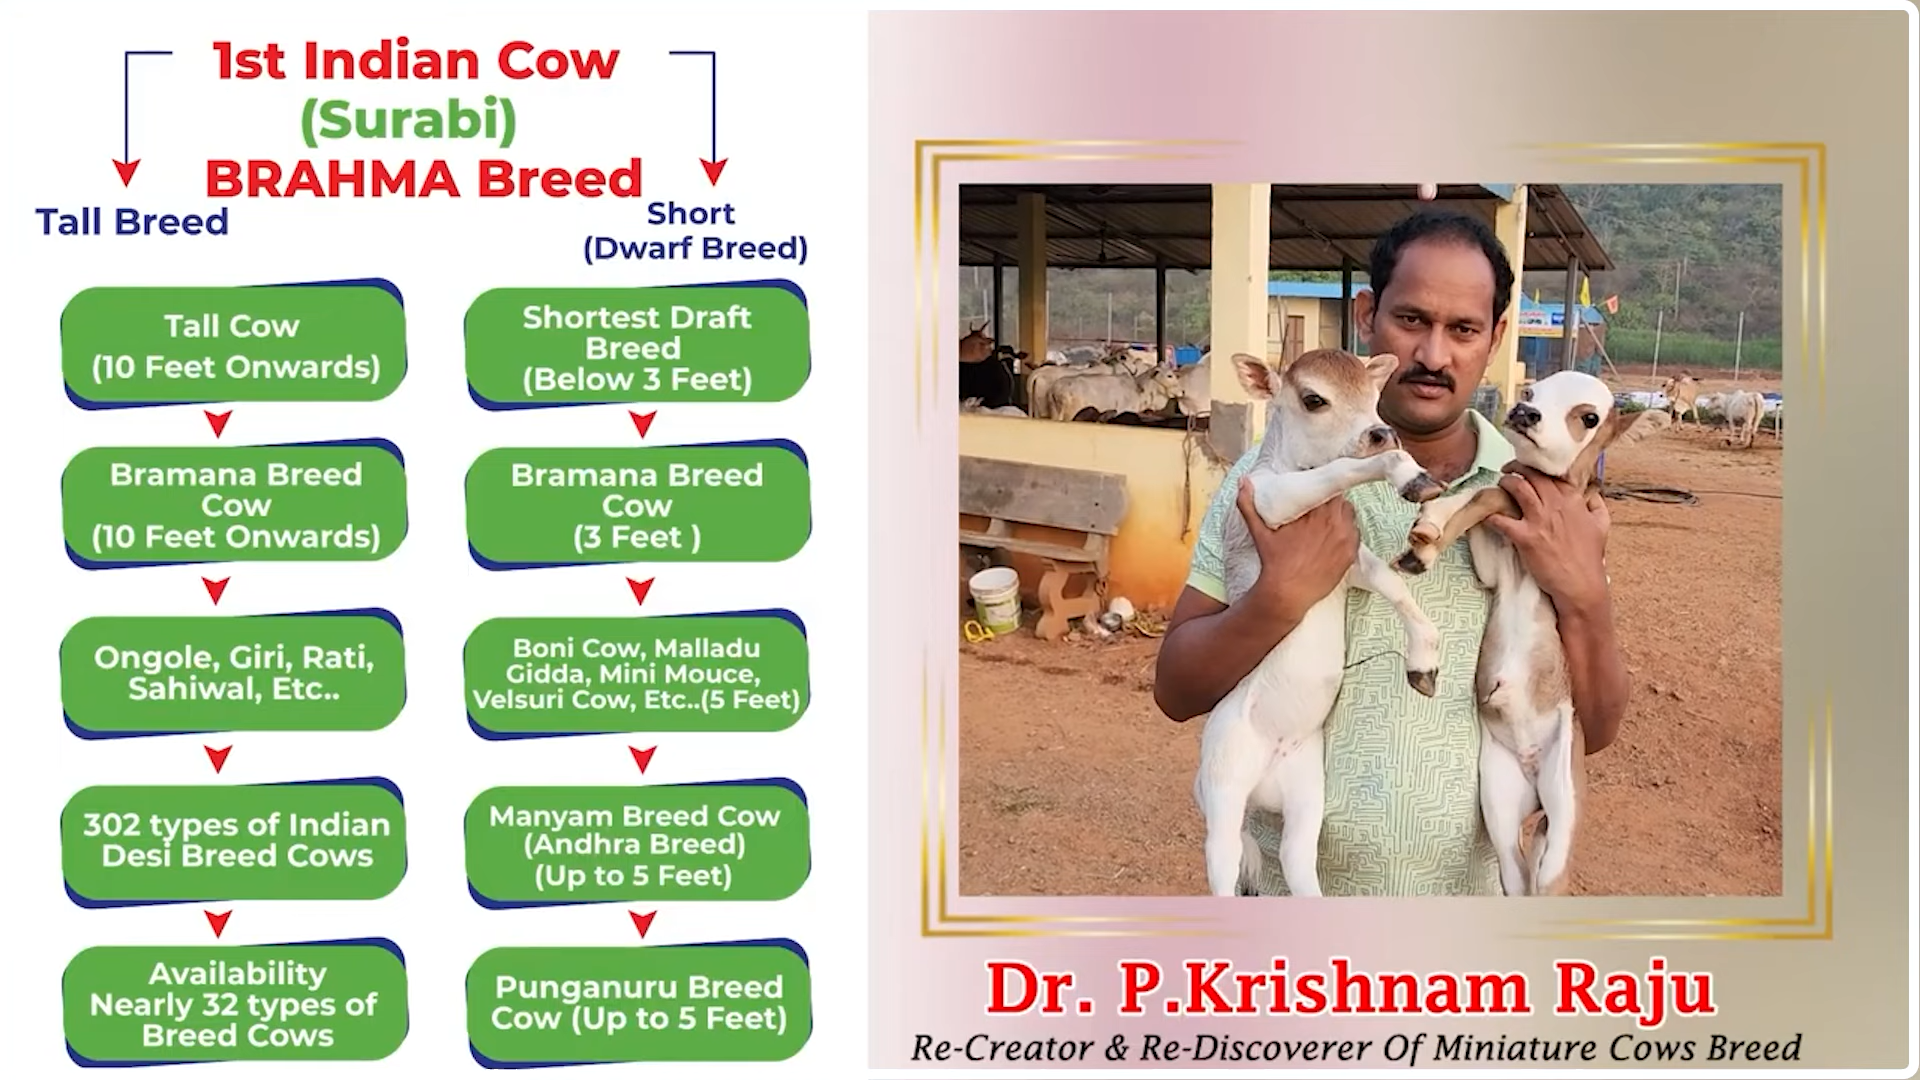 1st Indian Cow
(Surabi)
BRAHMA Breed
Tall Breed
Short
(Dwarf Breed)
Tall Cow
(10 Feet Onwards)
Bramana Breed
Cow
(10 Feet Onwards)
Ongole, Giri, Rati,
Sahiwal, Etc..
302 types of Indian
Desi Breed Cows
Availability
Nearly 32 types of
Breed Cows
Shortest Draft
Breed
(Below 3 Feet)
Bramana Breed
Cow
(3 Feet )
Boni Cow, Malladu
Gidda, Mini Mouce,
Velsuri Cow, Etc..(5 Feet)
Manyam Breed Cow
(Andhra Breed)
(Up to 5 Feet)
Punganuru Breed
Cow (Up to 5 Feet)
Dr. P.Krishnam Raju
Re-Creator & Re-Discoverer Of Miniature Cows Breed